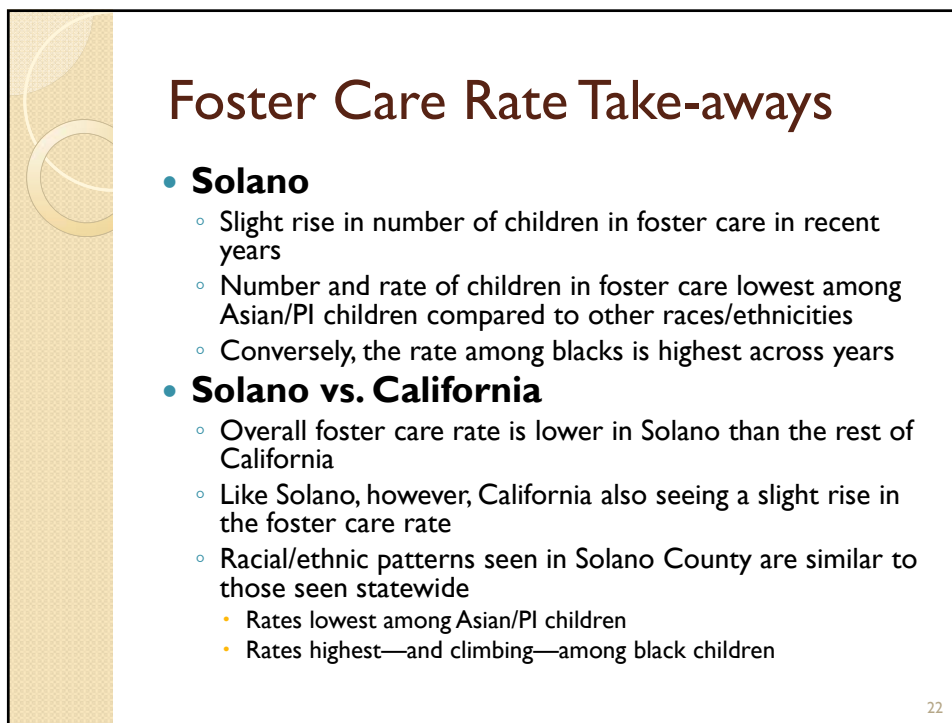 Foster Care Rate Take-aways
• Solano
◦ Slight rise in number of children in foster care in recent
years
◦ Number and rate of children in foster care lowest among
Asian/PI children compared to other races/ethnicities
◦ Conversely, the rate among blacks is highest across years
• Solano vs. California
◦ Overall foster care rate is lower in Solano than the rest of
California
◦ Like Solano, however, California also seeing a slight rise in
the foster care rate
◦ Racial/ethnic patterns seen in Solano County are similar to
those seen statewide
• Rates lowest among Asian/PI children
• Rates highest—and climbing—among black children
22